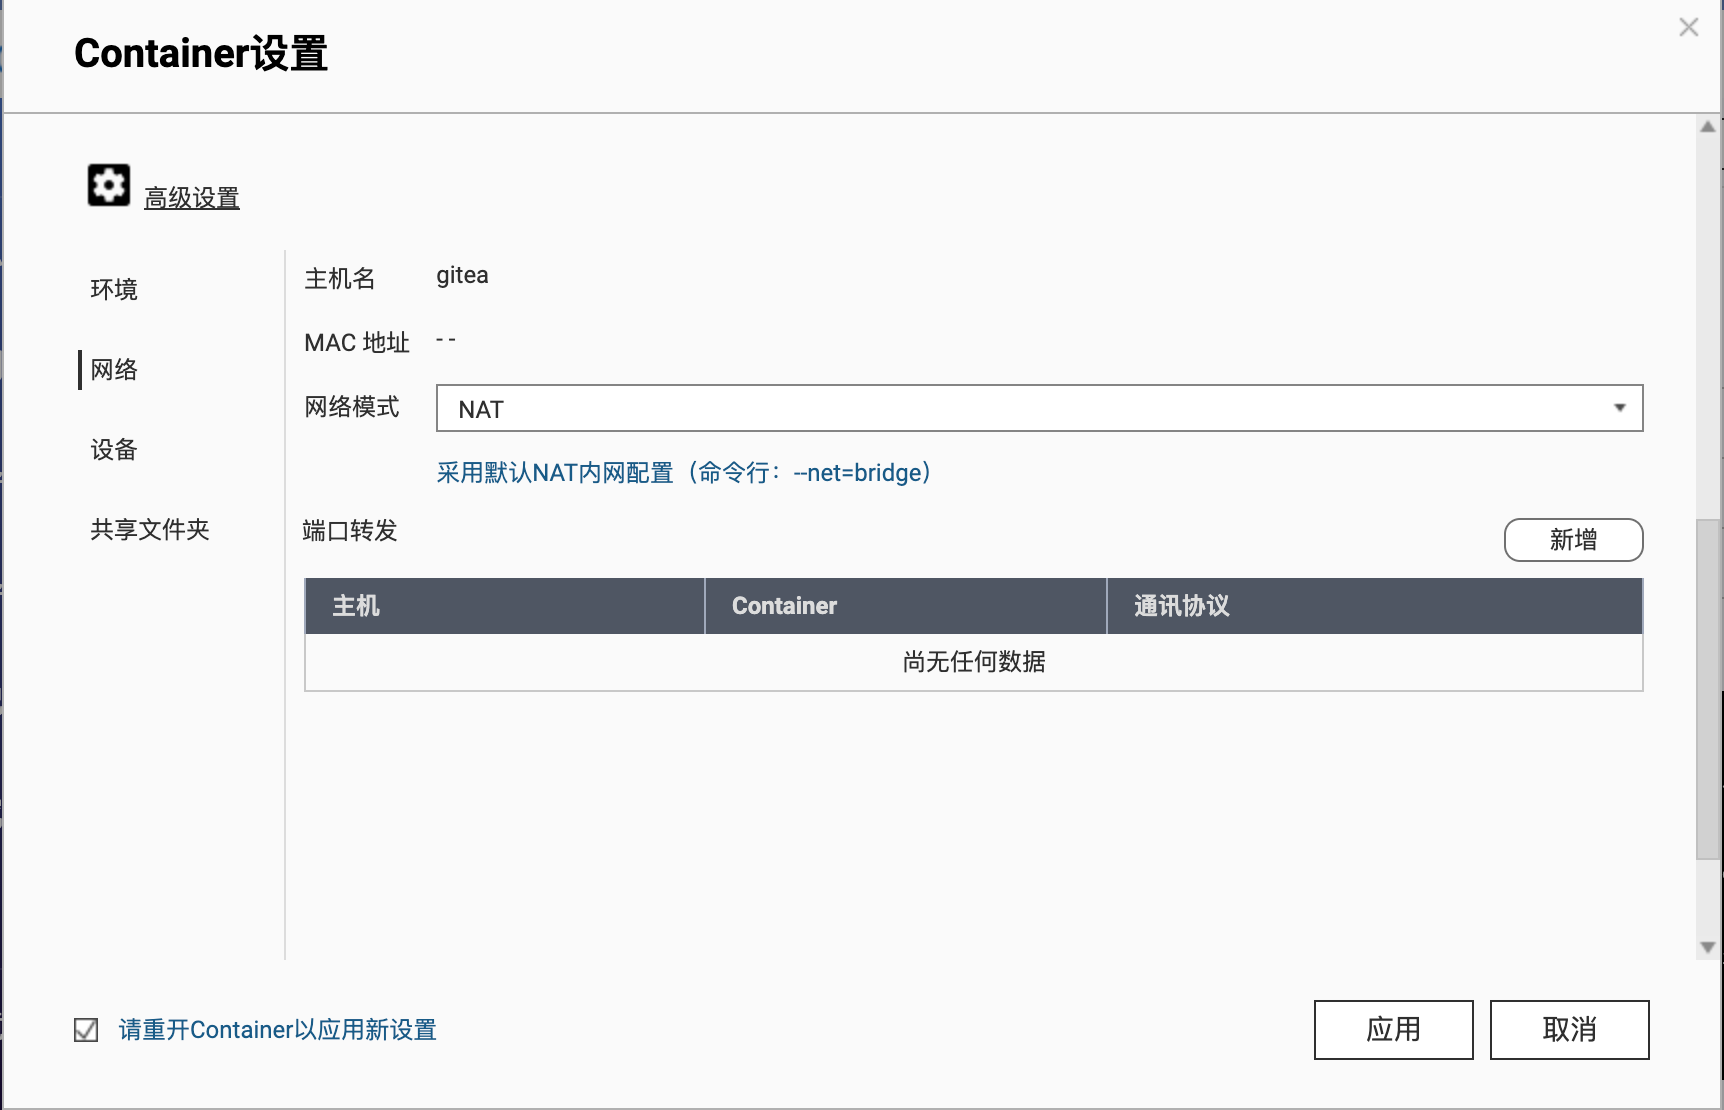 Container设置
高级设置
环境
网络
设备
共享文件夹
主机名 gitea
MAC 地址 --
网络模式 NAT
采用默认NAT内网配置（命令行：--net=bridge）
端口转发 新增
主机 Container 通讯协议
尚无任何数据
请重开Container以应用新设置
应用 取消